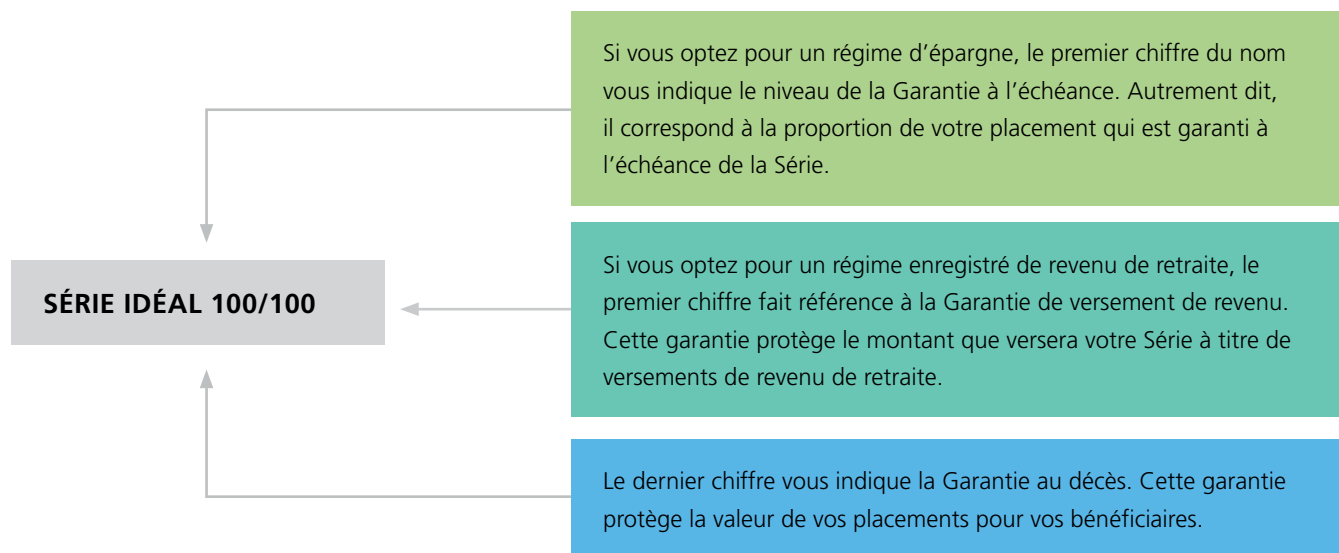 Si vous optez pour un régime d’épargne, le premier chiffre du nom
vous indique le niveau de la Garantie à l’échéance. Autrement dit,
il correspond à la proportion de votre placement qui est garanti à
l’échéance de la Série.
SÉRIE IDÉAL 100/100
Si vous optez pour un régime enregistré de revenu de retraite, le
premier chiffre fait référence à la Garantie de versement de revenu.
Cette garantie protège le montant que versera votre Série à titre de
versements de revenu de retraite.
Le dernier chiffre vous indique la Garantie au décès. Cette garantie
protège la valeur de vos placements pour vos bénéficiaires.